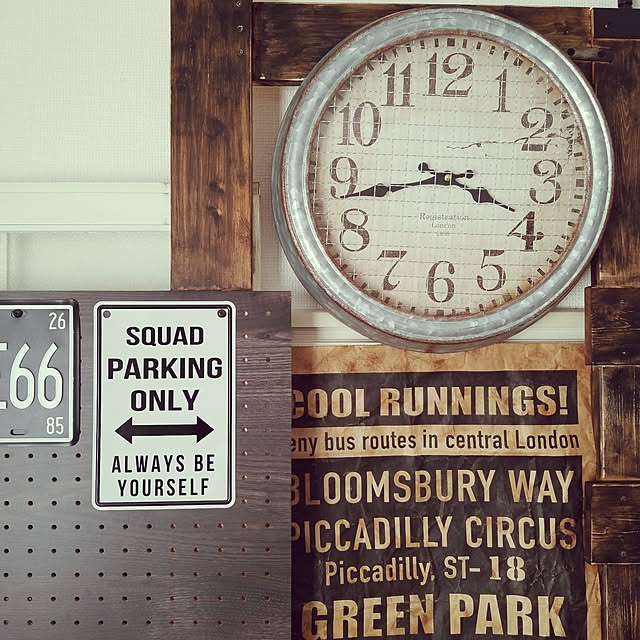 12
1
2
3
4
5
6
7
8
9
10
11
Registration
London
26
E66
85
SQUAD
PARKING
ONLY
ALWAYS BE
YOURSELF
COOL RUNNINGS!
eny bus routes in central London
BLOOMSBURY WAY
PICCADILLY CIRCUS
Piccadilly, ST-18
GREEN PARK